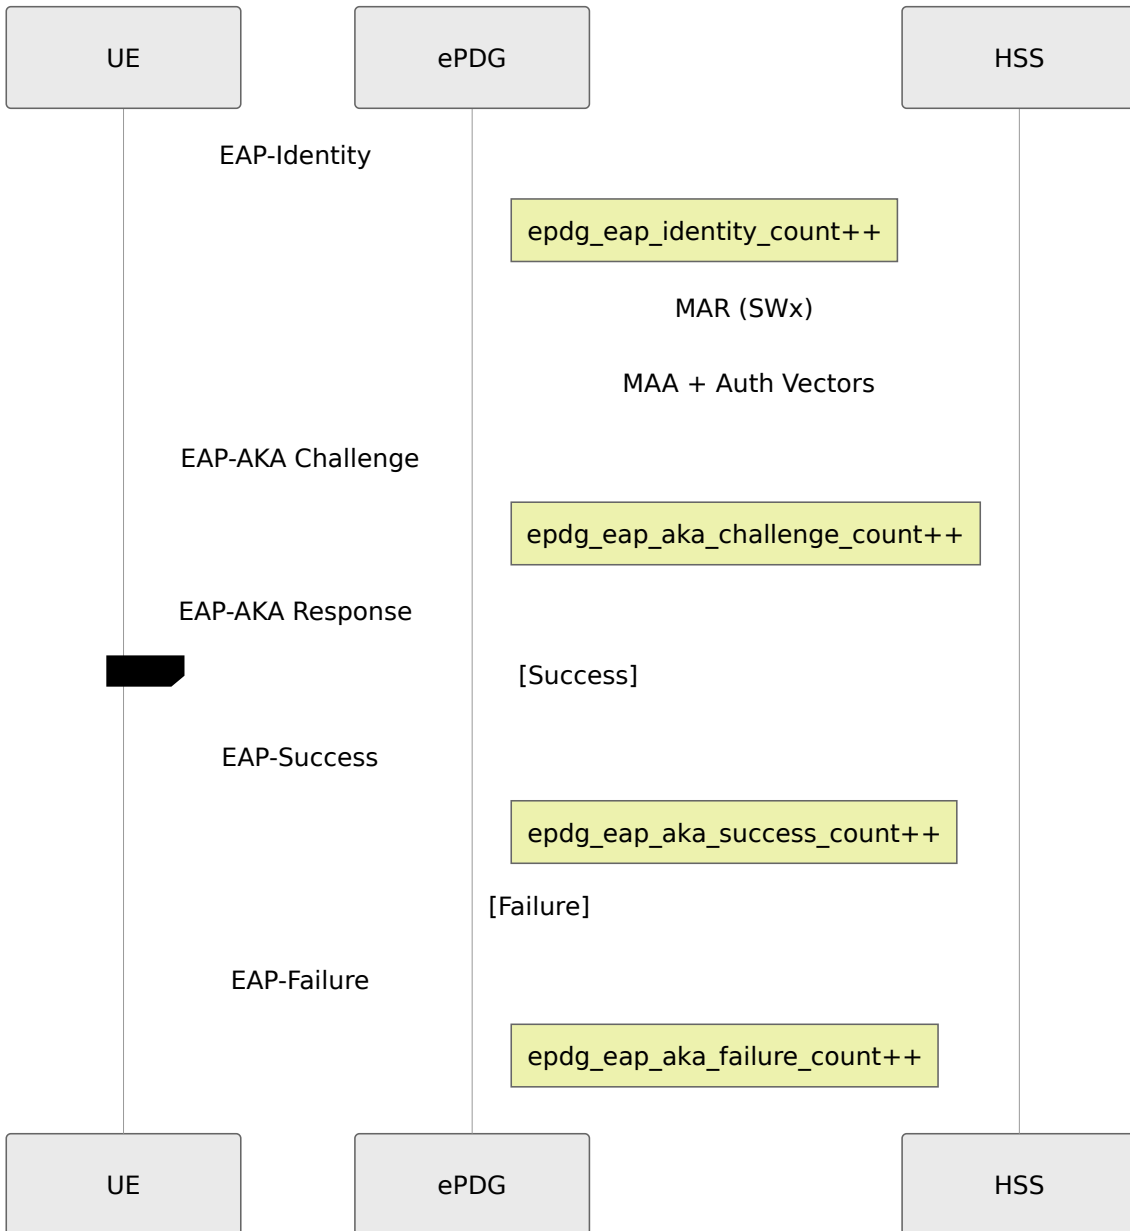 UE
ePDG
HSS
EAP-Identity
epdg_eap_identity_count++
MAR (SWx)
MAA + Auth Vectors
EAP-AKA Challenge
epdg_eap_aka_challenge_count++
EAP-AKA Response
[Success]
EAP-Success
epdg_eap_aka_success_count++
[Failure]
EAP-Failure
epdg_eap_aka_failure_count++
UE
ePDG
HSS